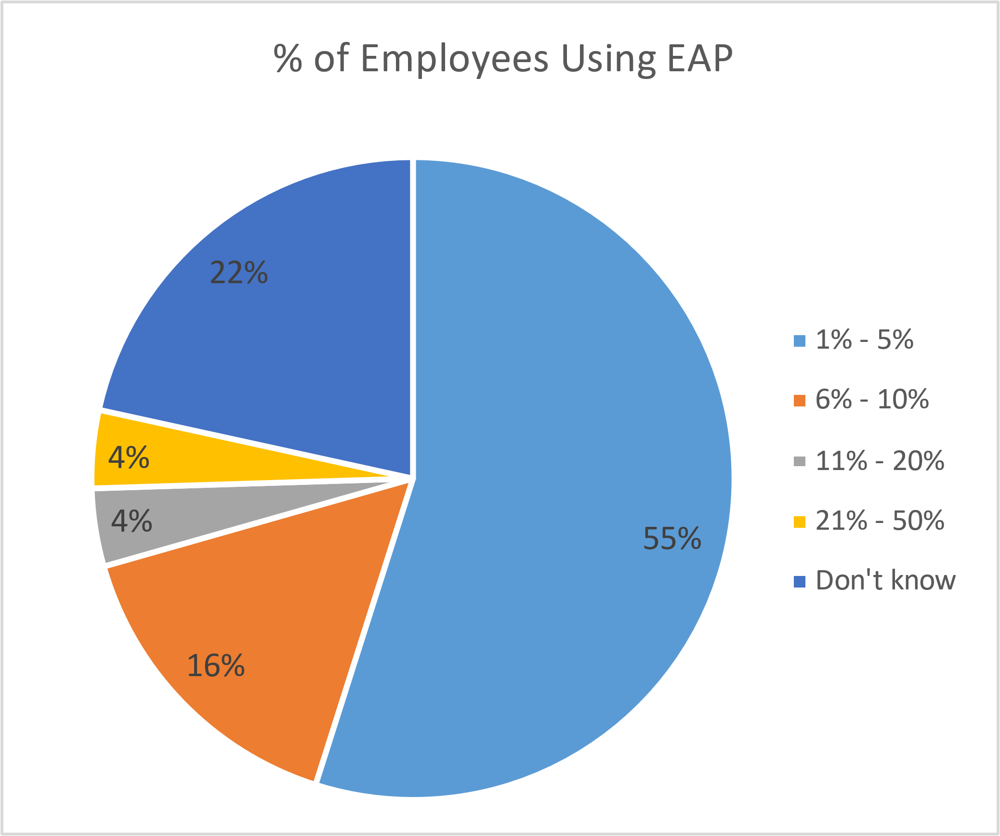 % of Employees Using EAP
22%
4%
4%
16%
55%
1% - 5%
6% - 10%
11% - 20%
21% - 50%
Don't know